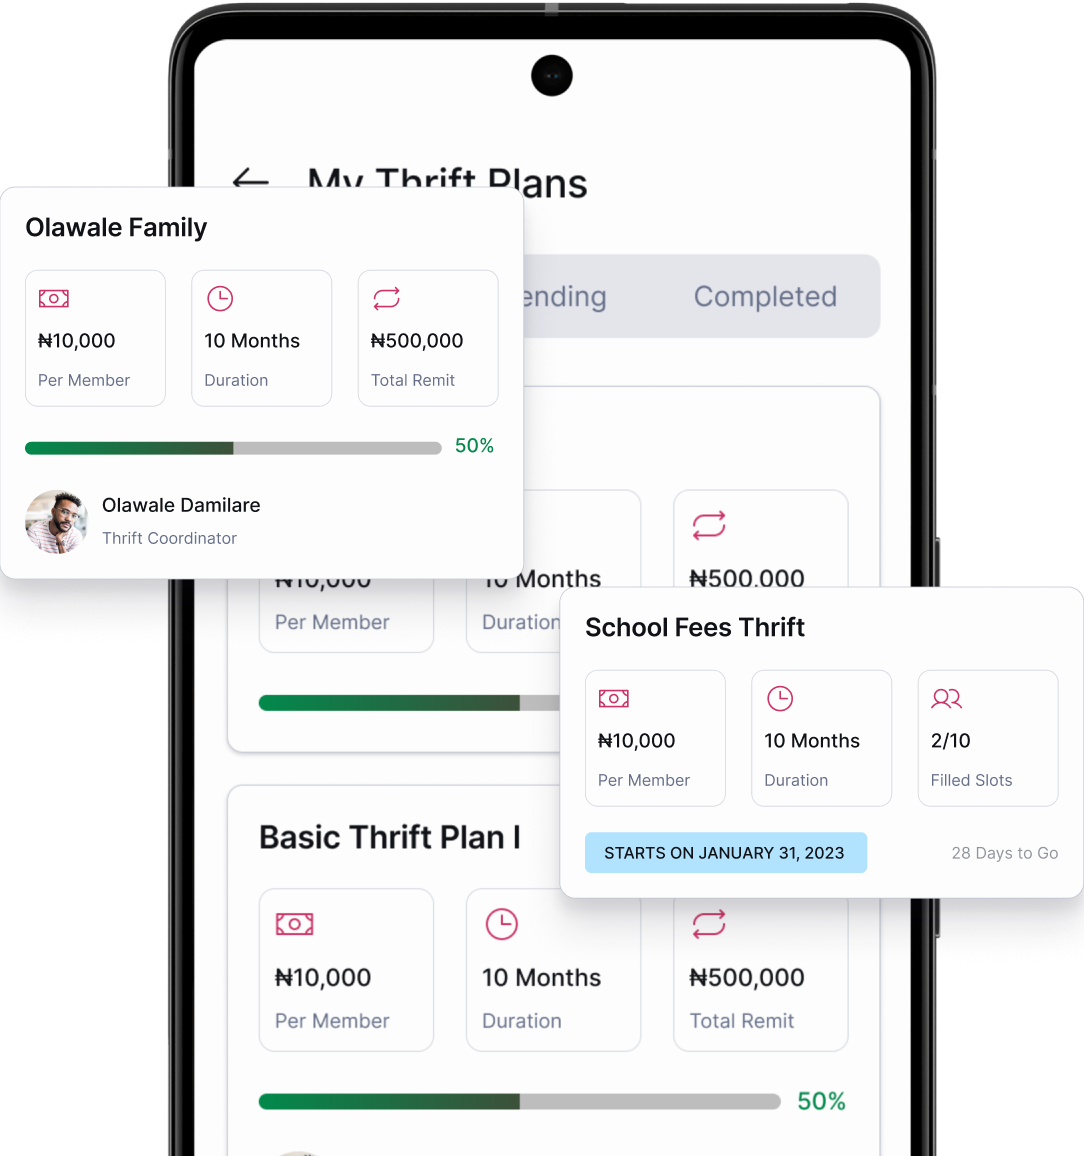 My Thrift Plans
Olawale Family
₦10,000
10 Months
₦500,000
Per Member
Duration
Total Remit
50%
Olawale Damilare
Thrift Coordinator
ending
Completed
₦10,000
10 Months
₦500,000
Per Member
Duration
School Fees Thrift
₦10,000
10 Months
2/10
Per Member
Duration
Filled Slots
STARTS ON JANUARY 31, 2023
28 Days to Go
Basic Thrift Plan I
₦10,000
10 Months
₦500,000
Per Member
Duration
Total Remit
50%